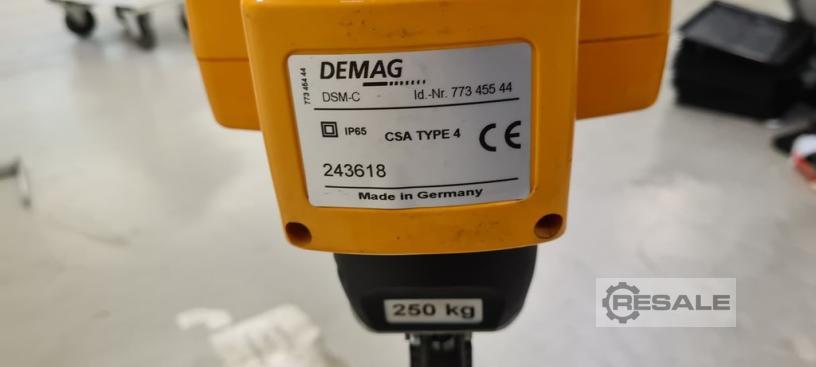 DEMAG
773 454 44
DSM-C Id.-Nr. 773 455 44
IP65 CSA TYPE 4 CE
243618
Made in Germany
250 kg
RESALE